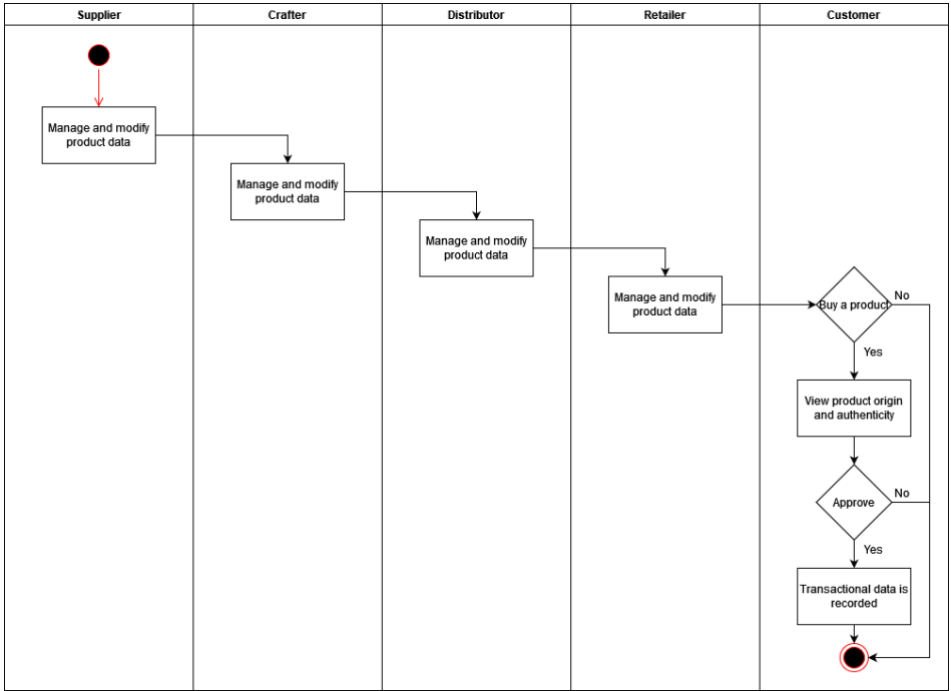 Supplier
Crafter
Distributor
Retailer
Customer
Manage and modify
product data
Manage and modify
product data
Manage and modify
product data
Manage and modify
product data
Buy a product
No
Yes
View product origin
and authenticity
Approve
No
Yes
Transactional data is
recorded